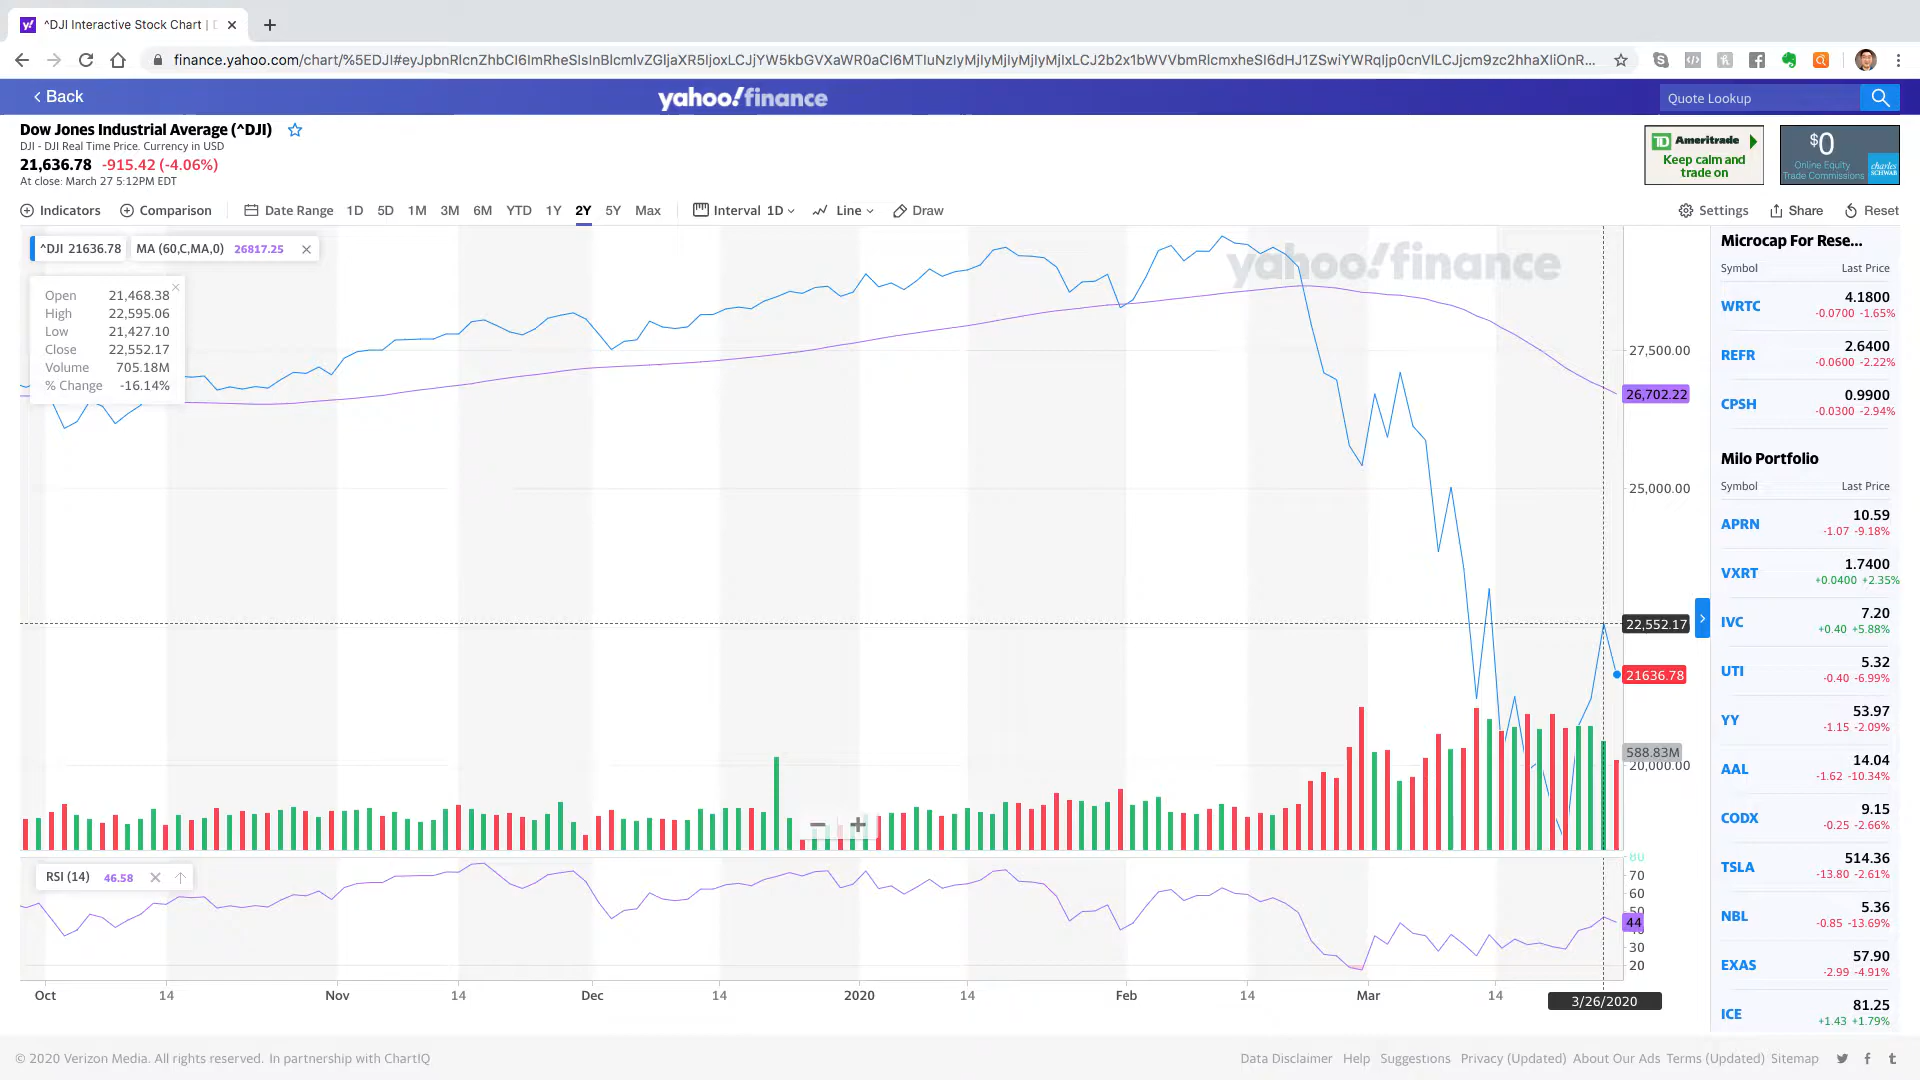 ^DJI Interactive Stock Chart |
finance.yahoo.com/chart/%5EDJI#eyJpbnRlcnZhbCI6ImRheSIsInBlcmlvZGljaXR5IjoxLCJjYW5kbGVXaWR0aCI6MTIuNzIyMjIyMjIyMjIyMjIxLCJ2b2x1bWVVbmRlcmxheSI6dHJ1ZSwiYWRqIjp0cnVlLCJjcm9zc2hhaXIiOnR...
Back
yahoo!finance
Quote Lookup
Dow Jones Industrial Average (^DJI)
DJI - DJI Real Time Price. Currency in USD
21,636.78 -915.42 (-4.06%)
At close: March 27 5:12PM EDT
TD Ameritrade
Keep calm and
trade on
$0
Online Equity
Trade Commissions
charles
SCHWAB
Indicators Comparison Date Range 1D 5D 1M 3M 6M YTD 1Y 2Y 5Y Max Interval 1D Line Draw Settings Share Reset
^DJI 21636.78 MA (60,C,MA,0) 26817.25
yahoo!finance
Open 21,468.38
High 22,595.06
Low 21,427.10
Close 22,552.17
Volume 705.18M
% Change -16.14%
27,500.00
26,702.22
25,000.00
22,552.17
21636.78
588.83M
20,000.00
RSI (14) 46.58
80
70
60
50
44
30
20
Oct 14 Nov 14 Dec 14 2020 14 Feb 14 Mar 14
3/26/2020
Microcap For Rese...
Symbol Last Price
WRTC 4.1800
-0.0700 -1.65%
REFR 2.6400
-0.0600 -2.22%
CPSH 0.9900
-0.0300 -2.94%
Milo Portfolio
Symbol Last Price
APRN 10.59
-1.07 -9.18%
VXRT 1.7400
+0.0400 +2.35%
IVC 7.20
+0.40 +5.88%
UTI 5.32
-0.40 -6.99%
YY 53.97
-1.15 -2.09%
AAL 14.04
-1.62 -10.34%
CODX 9.15
-0.25 -2.66%
TSLA 514.36
-13.80 -2.61%
NBL 5.36
-0.85 -13.69%
EXAS 57.90
-2.99 -4.91%
ICE 81.25
+1.43 +1.79%
© 2020 Verizon Media. All rights reserved. In partnership with ChartIQ
Data Disclaimer Help Suggestions Privacy (Updated) About Our Ads Terms (Updated) Sitemap